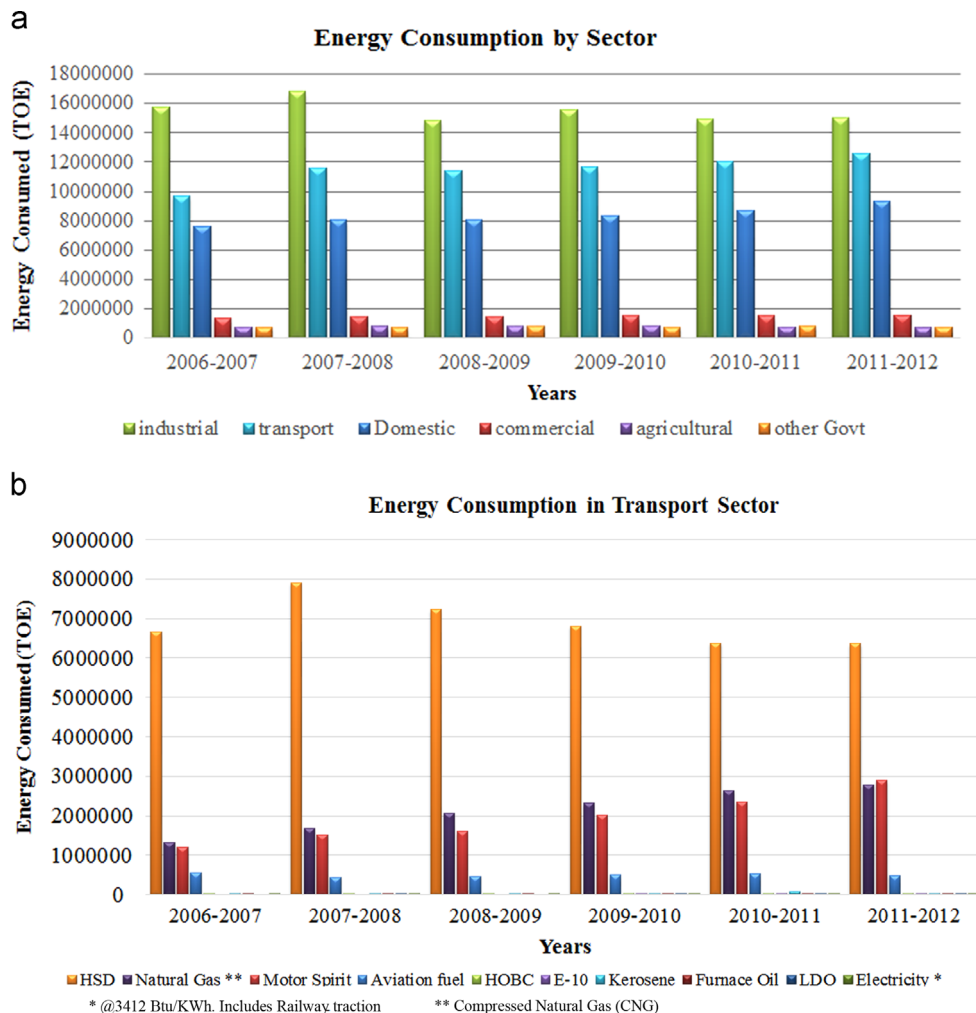 a
Energy Consumption by Sector
Energy Consumed (TOE)
18000000
16000000
14000000
12000000
10000000
8000000
6000000
4000000
2000000
0
2006-2007 2007-2008 2008-2009 2009-2010 2010-2011 2011-2012
Years
industrial transport Domestic commercial agricultural other Govt
b
Energy Consumption in Transport Sector
Energy Consumed (TOE)
9000000
8000000
7000000
6000000
5000000
4000000
3000000
2000000
1000000
0
2006-2007 2007-2008 2008-2009 2009-2010 2010-2011 2011-2012
Years
HSD Natural Gas ** Motor Spirit Aviation fuel HOBC E-10 Kerosene Furnace Oil LDO Electricity *
* @3412 Btu/KWh. Includes Railway traction ** Compressed Natural Gas (CNG)